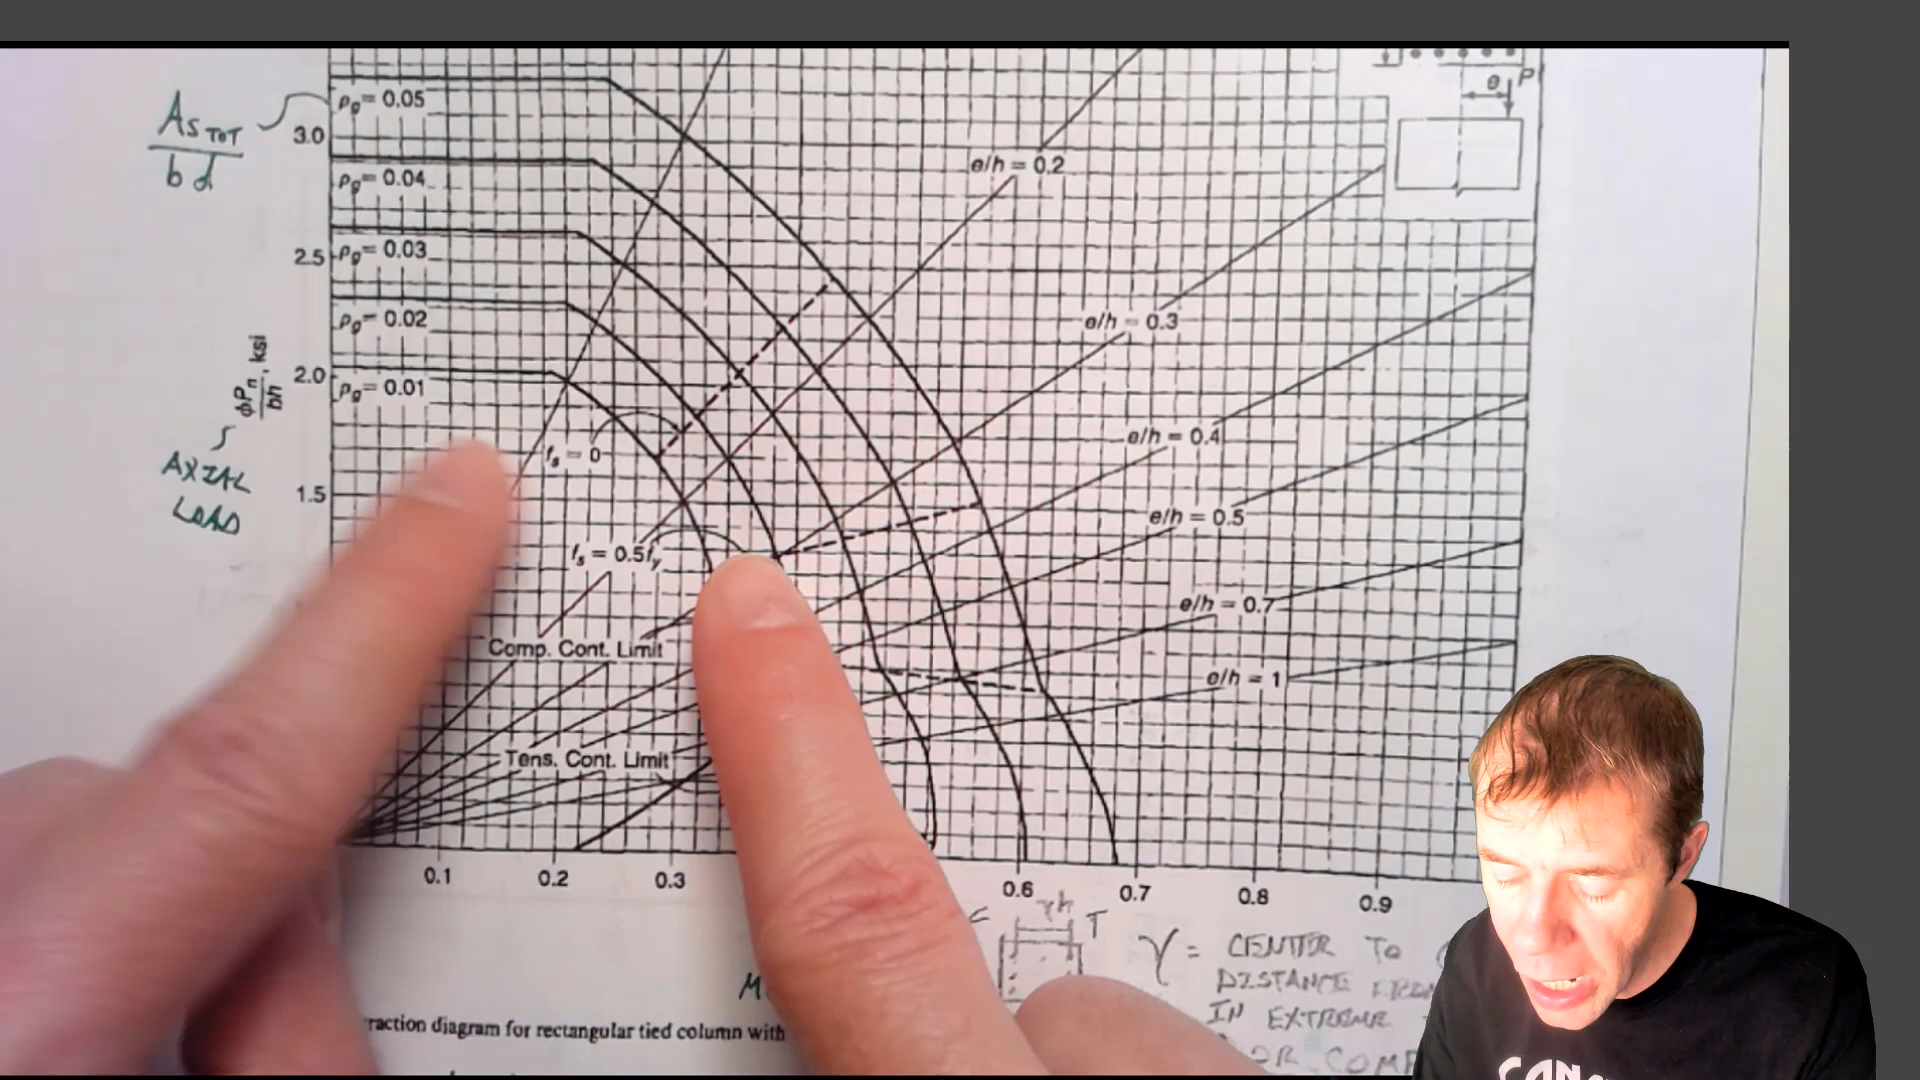 As TOT
b d
ρg = 0.05
3.0
ρg = 0.04
2.5
ρg = 0.03
ρg = 0.02
2.0
ρg = 0.01
1.5
ϕPn
bh
, ksi
AXIAL
LOAD
e P
e/h = 0.2
e/h = 0.3
e/h = 0.4
e/h = 0.5
e/h = 0.7
e/h = 1
fs = 0
fs = 0.5fy
Comp. Cont. Limit
Tens. Cont. Limit
0.1 0.2 0.3 0.6 0.7 0.8 0.9
C γh T
γ = CENTER TO
DISTANCE
IN EXTREME
OR COMP
M
raction diagram for rectangular tied column with
CAN